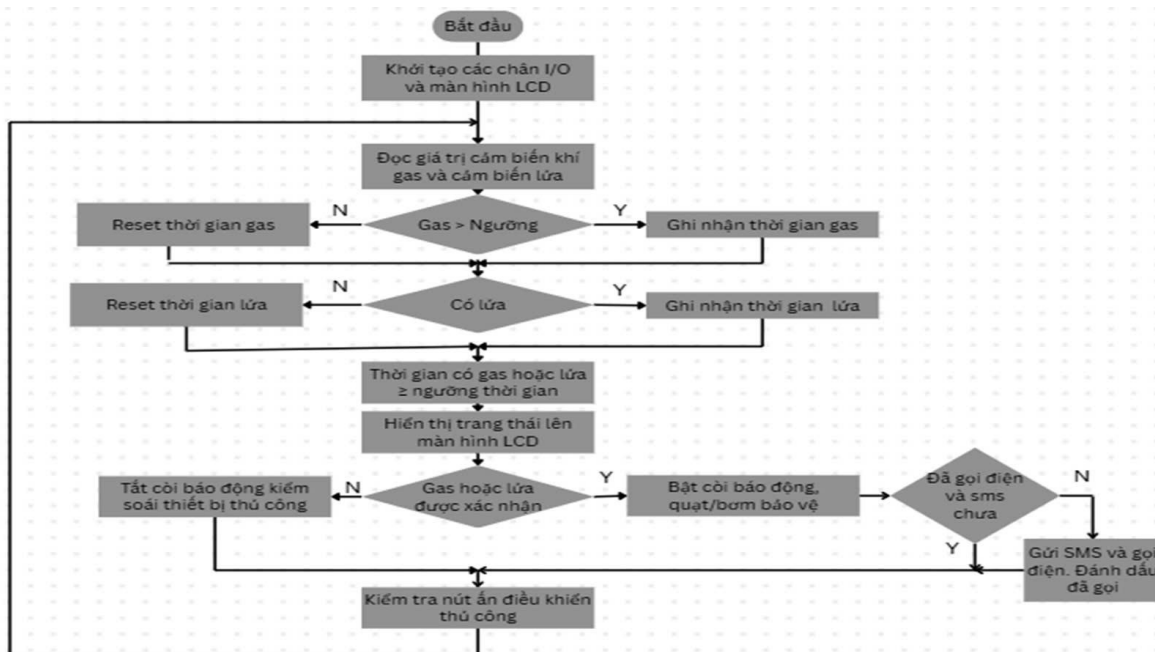 Bắt đầu
Khởi tạo các chân I/O
và màn hình LCD
Đọc giá trị cảm biến khí
gas và cảm biến lửa
N
Y
Reset thời gian gas
Gas > Ngưỡng
Ghi nhận thời gian gas
N
Y
Reset thời gian lửa
Có lửa
Ghi nhận thời gian lửa
Thời gian có gas hoặc lửa
≥ ngưỡng thời gian
Hiển thị trang thái lên
màn hình LCD
Tắt còi báo động kiểm
soái thiết bị thủ công
N
Gas hoặc lửa
được xác nhận
Y
Bật còi báo động,
quạt/bơm bảo vệ
Đã gọi điện
và sms
chưa
N
Y
Gửi SMS và gọi
điện. Đánh dấu
đã gọi
Kiểm tra nút ấn điều khiển
thủ công